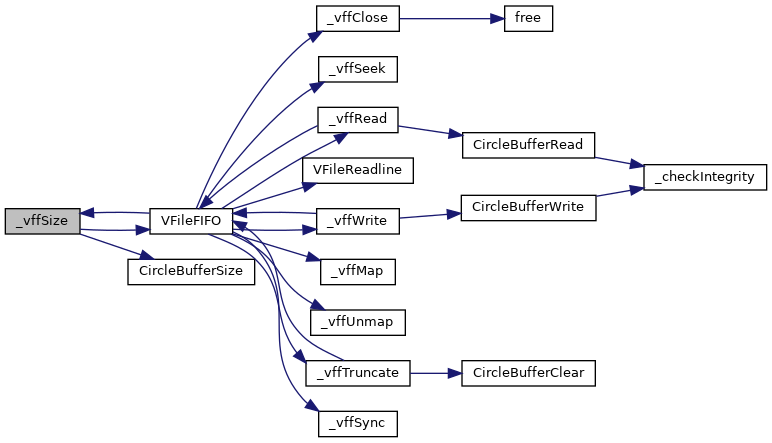 _vffClose
free
_vffSeek
_vffRead
CircleBufferRead
VFileReadline
_checkIntegrity
_vffSize
VFileFIFO
_vffWrite
CircleBufferWrite
CircleBufferSize
_vffMap
_vffUnmap
_vffTruncate
CircleBufferClear
_vffSync